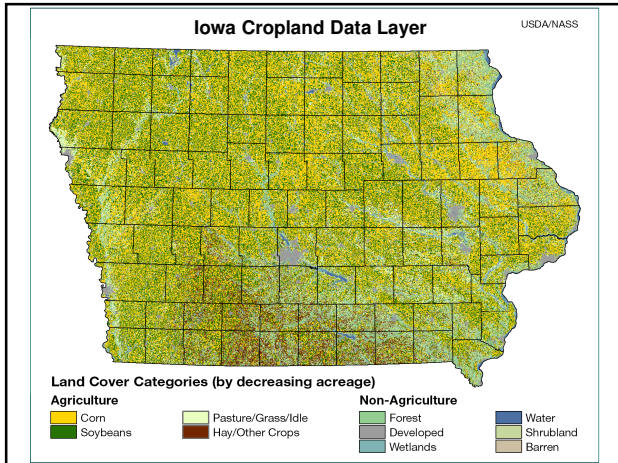 Iowa Cropland Data Layer
USDA/NASS
Land Cover Categories (by decreasing acreage)
Agriculture
Non-Agriculture
Corn
Pasture/Grass/Idle
Forest
Water
Soybeans
Hay/Other Crops
Developed
Shrubland
Wetlands
Barren